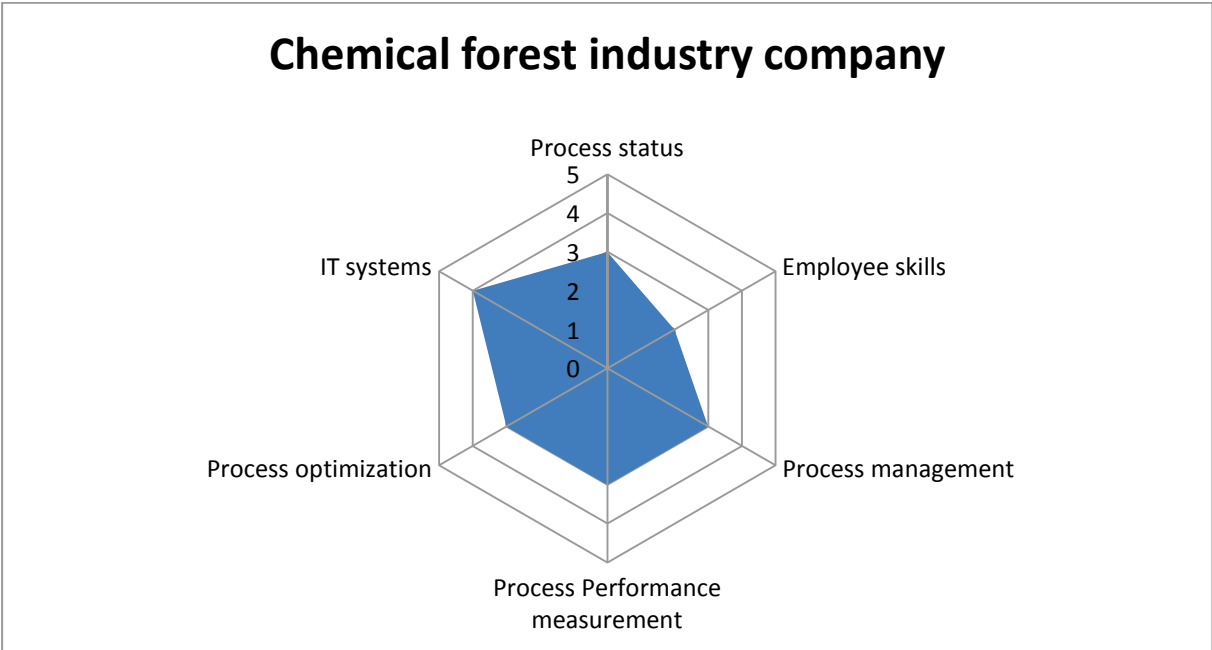 Chemical forest industry company
Process status
5
4
3
2
1
0
Employee skills
Process management
Process Performance
measurement
Process optimization
IT systems